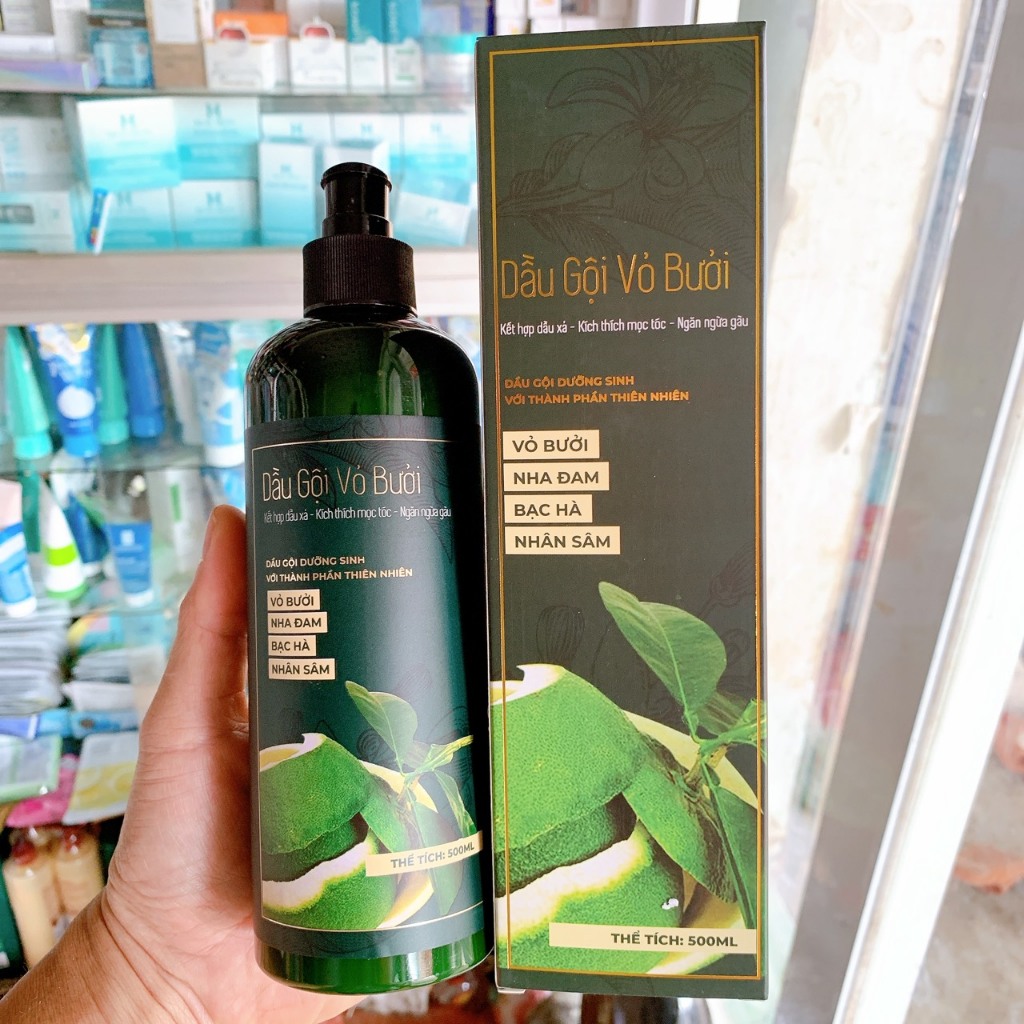 Dầu Gội Vỏ Bưởi
Kết hợp dầu xả - Kích thích mọc tóc - Ngăn ngừa gãu
DẦU GỘI DƯỠNG SINH
VỚI THÀNH PHẦN THIÊN NHIÊN
VỎ BƯỞI
NHA ĐAM
BẠC HÀ
NHÂN SÂM
THỂ TÍCH: 500ML
Dầu Gội Vỏ Bưởi
Kết hợp dầu xả - Kích thích mọc tóc - Ngăn ngừa gãu
DẦU GỘI DƯỠNG SINH
VỚI THÀNH PHẦN THIÊN NHIÊN
VỎ BƯỞI
NHA ĐAM
BẠC HÀ
NHÂN SÂM
THỂ TÍCH: 500ML